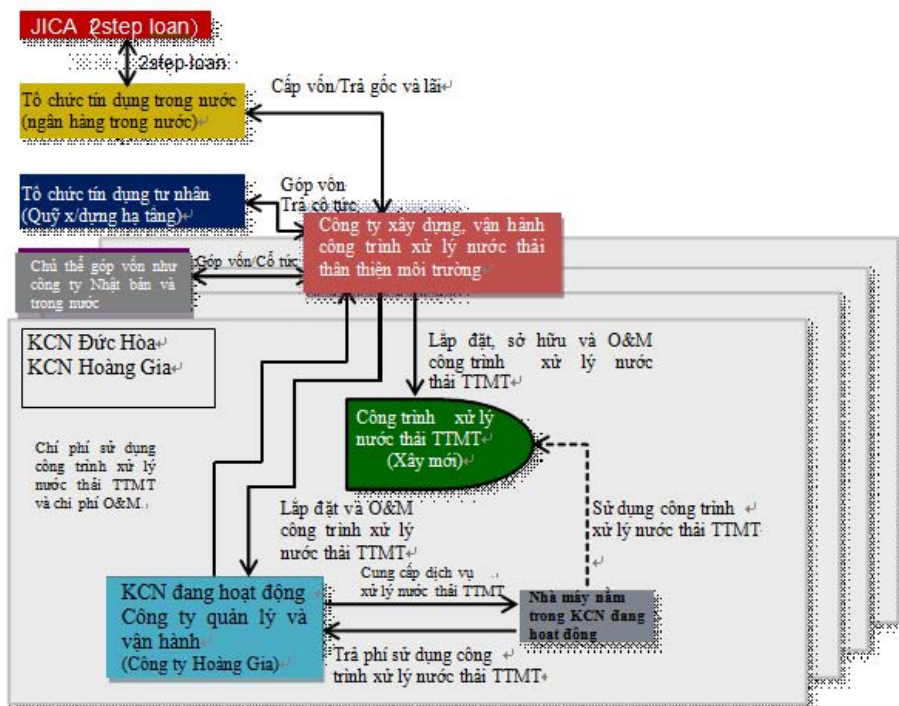 JICA (2step loan)
2step loan
Tổ chức tín dụng trong nước
(ngân hàng trong nước)
Cấp vốn/Trả gốc và lãi
Tổ chức tín dụng tư nhân
(Quỹ x/dựng hạ tầng)
Góp vốn
Trả cổ tức
Công ty xây dựng, vận hành
công trình xử lý nước thải
thân thiện môi trường
Chủ thể góp vốn như
công ty Nhật bản và
trong nước
Góp vốn/Cổ tức
KCN Đức Hòa
KCN Hoàng Gia
Lắp đặt, sở hữu và O&M
công trình xử lý nước
thải TTMT
Công trình xử lý
nước thải TTMT
(Xây mới)
Chí phí sử dụng
công trình xử lý
nước thải TTMT
và chi phí O&M.
Lắp đặt và O&M
công trình xử lý
nước thải TTMT
Sử dụng công trình
xử lý nước thải TTMT
KCN đang hoạt động
Công ty quản lý và
vận hành
(Công ty Hoàng Gia)
Cung cấp dịch vụ
xử lý nước thải TTMT
Nhà máy nằm
trong KCN đang
hoạt động
Trả phí sử dụng công
trình xử lý nước thải TTMT